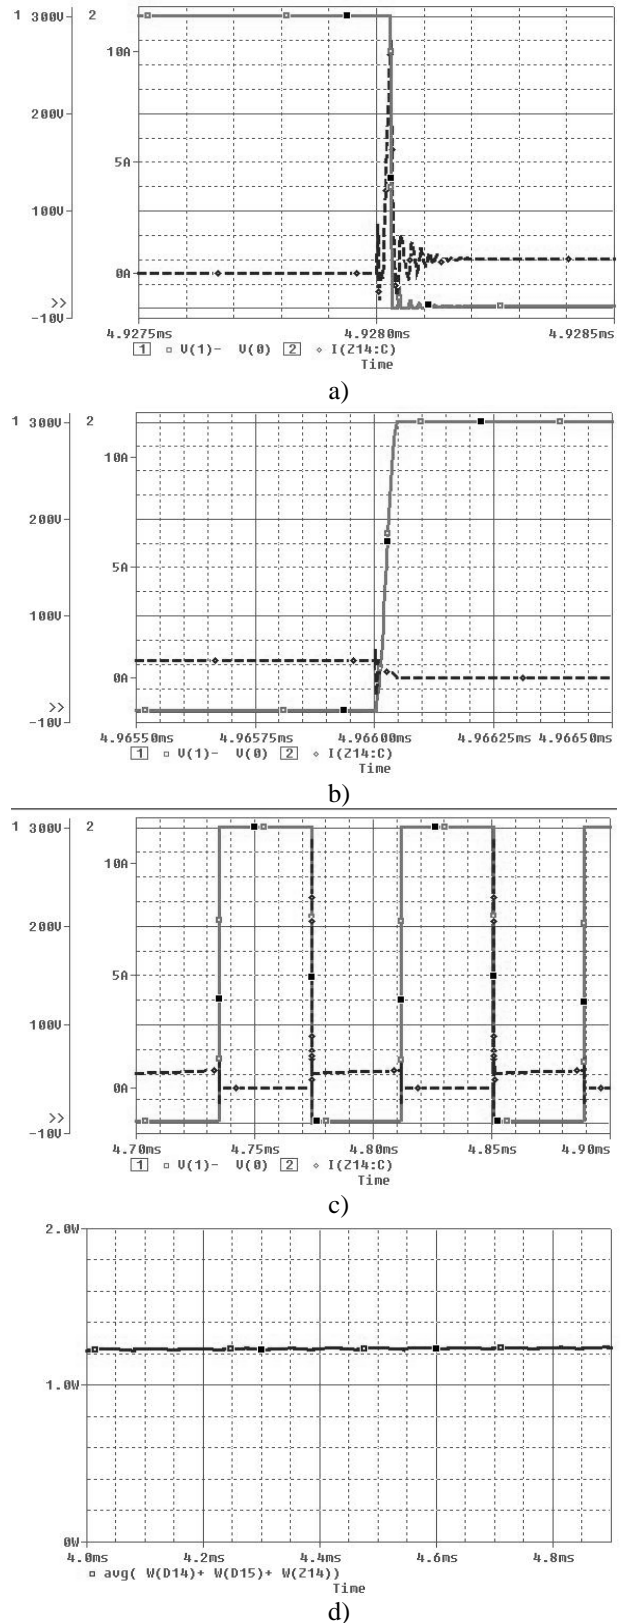 1 300V 2
10A
200V
5A
100V
0A
>>
-10V
4.9275ms 4.9280ms 4.9285ms
1 V(1)- V(0) 2 I(Z14:C)
Time
a)
1 300V 2
10A
200V
5A
100V
0A
>>
-10V
4.96550ms 4.96575ms 4.96600ms 4.96625ms 4.96650ms
1 V(1)- V(0) 2 I(Z14:C)
Time
b)
1 300V 2
10A
200V
5A
100V
0A
>>
-10V
4.70ms 4.75ms 4.80ms 4.85ms 4.90ms
1 V(1)- V(0) 2 I(Z14:C)
Time
c)
2.0W
1.0W
0W
4.0ms 4.2ms 4.4ms 4.6ms 4.8ms
avg( W(D14)+ W(D15)+ W(Z14))
Time
d)